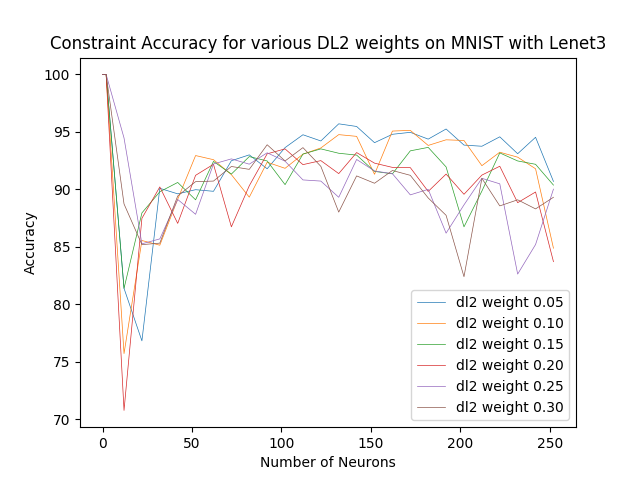 Constraint Accuracy for various DL2 weights on MNIST with Lenet3
100
95
90
85
80
75
70
Accuracy
0
50
100
150
200
250
Number of Neurons
dl2 weight 0.05
dl2 weight 0.10
dl2 weight 0.15
dl2 weight 0.20
dl2 weight 0.25
dl2 weight 0.30